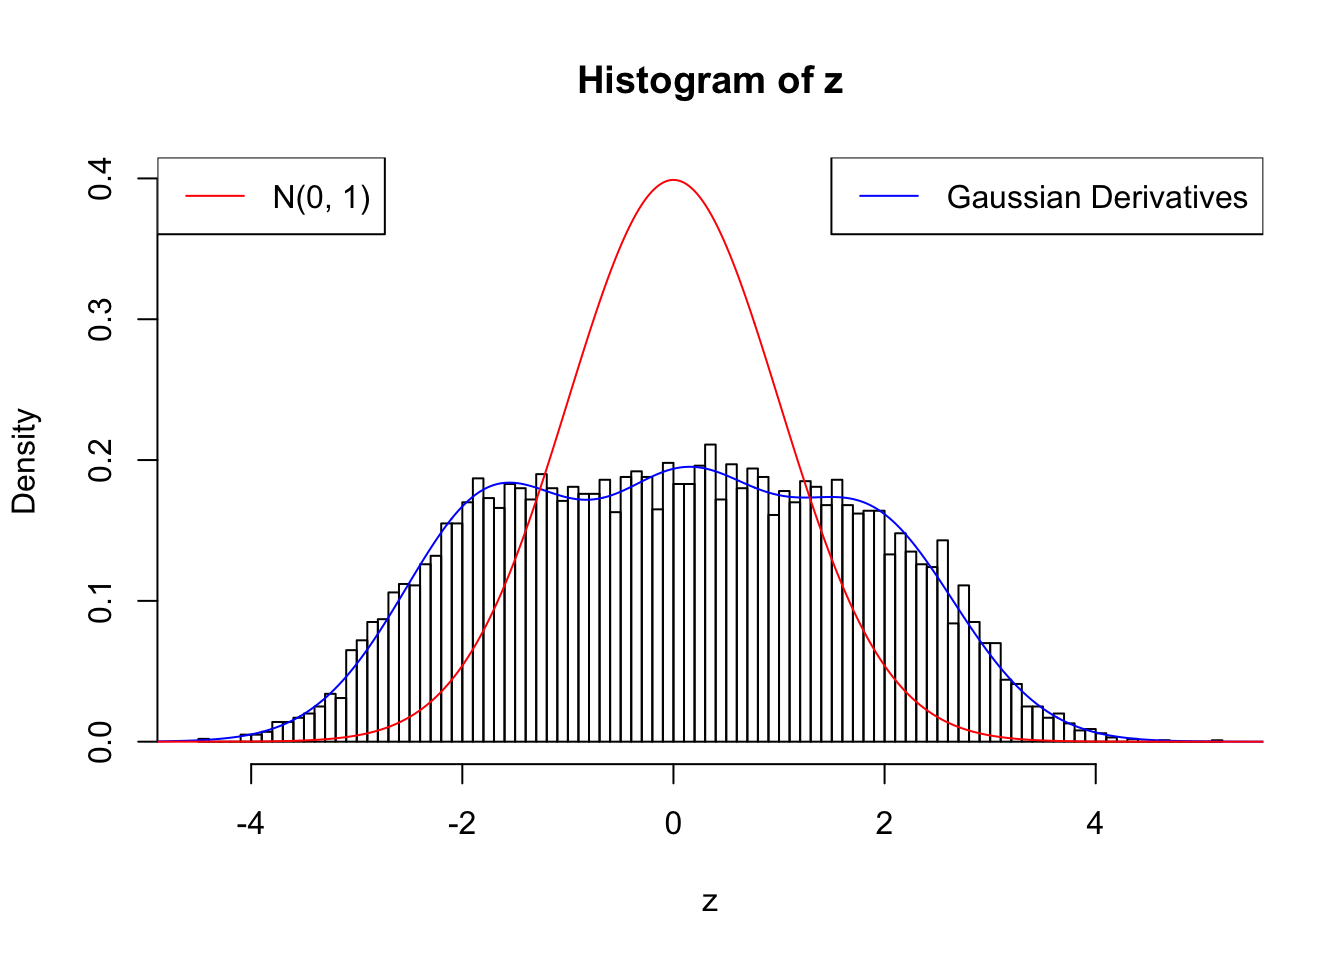 Histogram of z
N(0, 1)
Gaussian Derivatives
Density
0.4
0.3
0.2
0.1
0.0
-4 -2 0 2 4
z